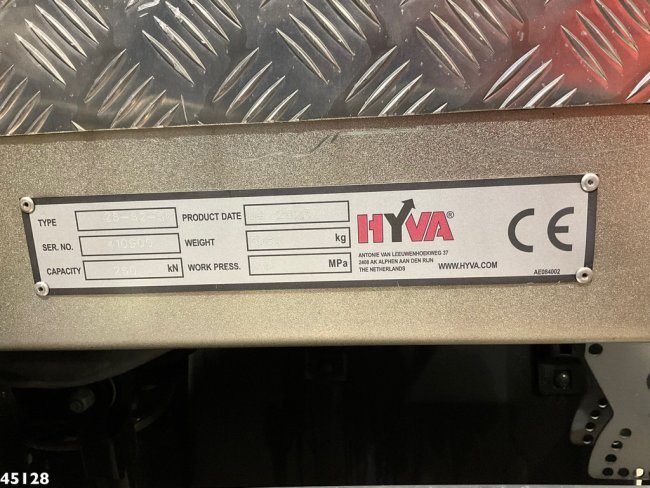 TYPE
PRODUCT DATE
SER. NO.
WEIGHT kg
CAPACITY kN
WORK PRESS. MPa
HYVA®
ANTONIE VAN LEEUWENHOEKWEG 37
2408 AK ALPHEN AAN DEN RIJN
THE NETHERLANDS
WWW.HYVA.COM
CE
AE084002
45128